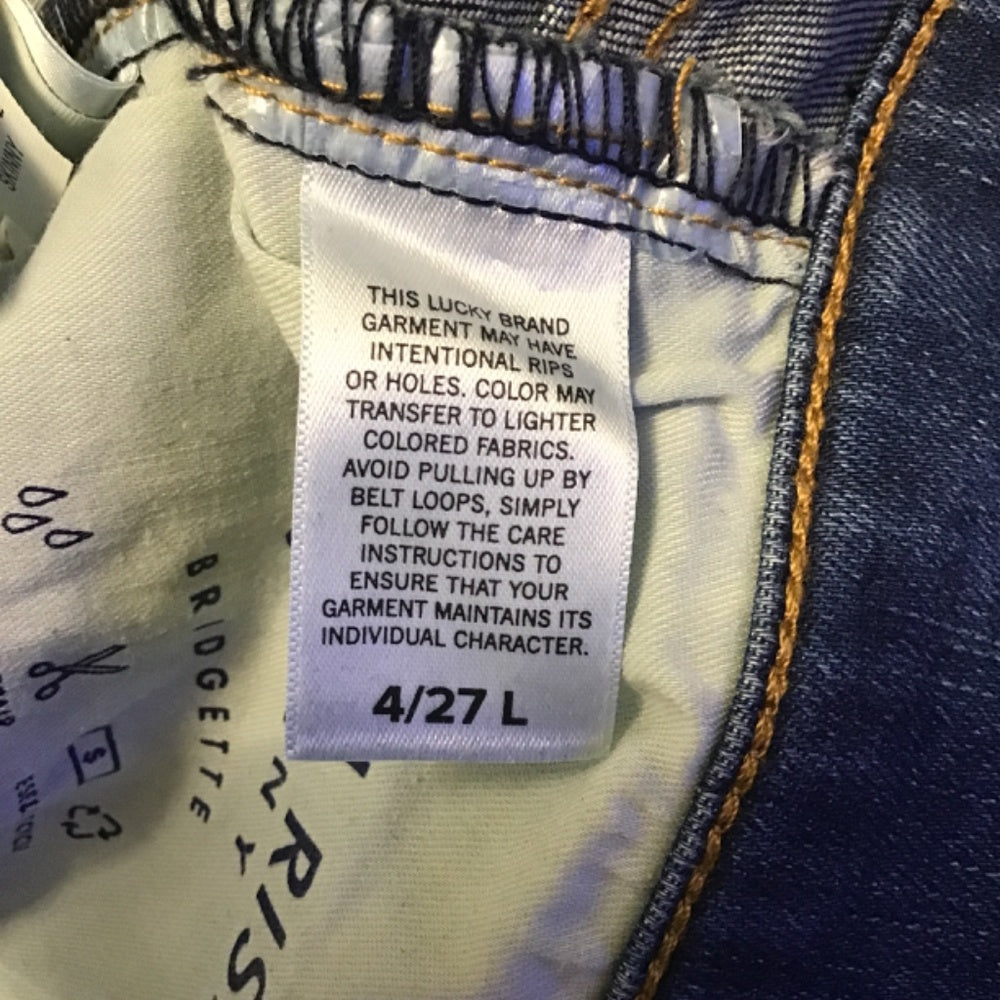 SKINNY
THIS LUCKY BRAND
GARMENT MAY HAVE
INTENTIONAL RIPS
OR HOLES. COLOR MAY
TRANSFER TO LIGHTER
COLORED FABRICS.
AVOID PULLING UP BY
BELT LOOPS, SIMPLY
FOLLOW THE CARE
INSTRUCTIONS TO
ENSURE THAT YOUR
GARMENT MAINTAINS ITS
INDIVIDUAL CHARACTER.
4/27 L
BRIDGETTE
$